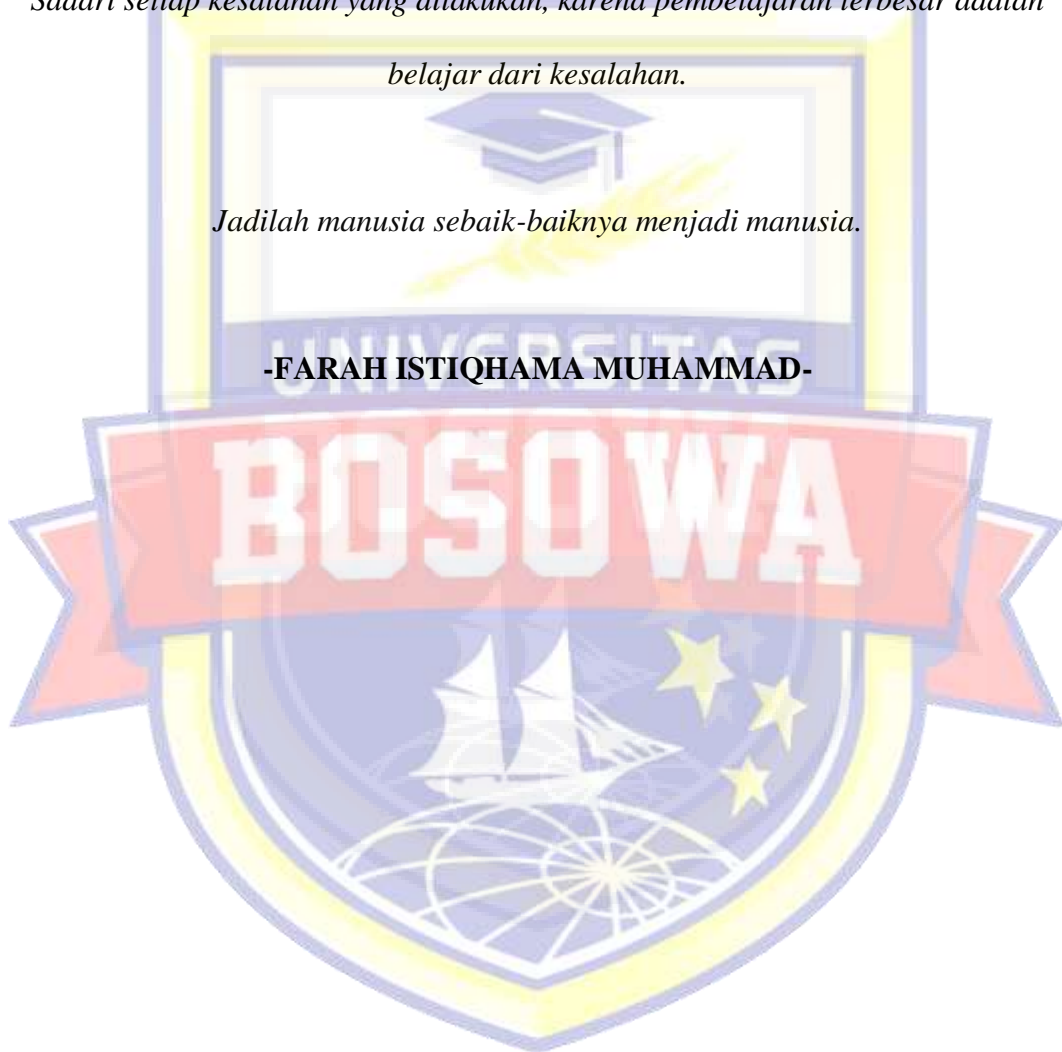 Sadari setiap kesalahan yang dilakukan, karena pembelajaran terbesar adalah
belajar dari kesalahan.
Jadilah manusia sebaik-baiknya menjadi manusia.
-FARAH ISTIQHAMA MUHAMMAD-
UNIVERSITAS
BOSOWA